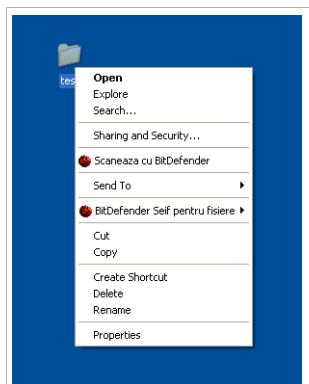 Open
Explore
Search...
Sharing and Security...
Scaneaza cu BitDefender
Send To
BitDefender Seif pentru fisiere
Cut
Copy
Create Shortcut
Delete
Rename
Properties